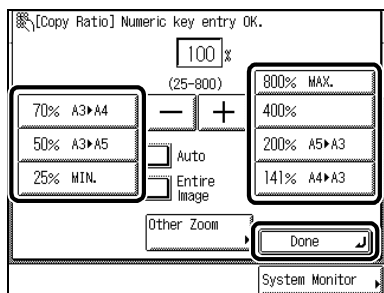 [Copy Ratio] Numeric key entry OK.
100 %
(25-800)
70% A3▶A4
50% A3▶A5
25% MIN.
− +
Auto
Entire
Image
800% MAX.
400%
200% A5▶A3
141% A4▶A3
Other Zoom
Done
System Monitor